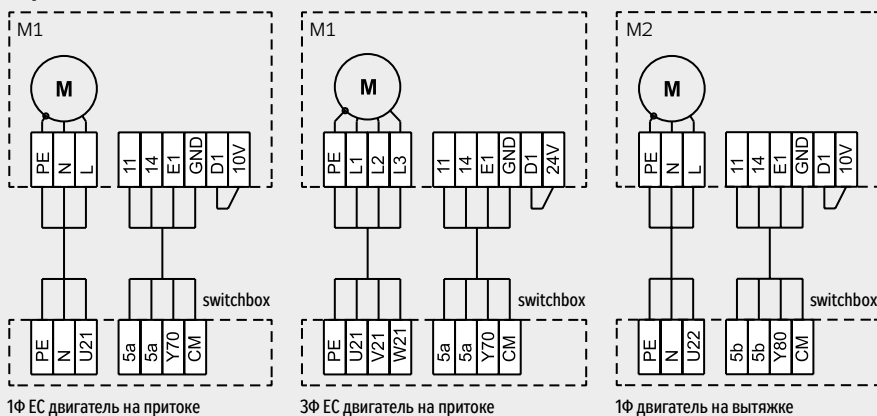 M1
M
PE N L 11 14 E1 GND D1 10V
switchbox
PE N U21 5a 5a Y70 CM
1Ф ЕС двигатель на притоке
M1
M
PE L1 L2 L3 11 14 E1 GND D1 24V
switchbox
PE U21 V21 W21 5a 5a Y70 CM
3Ф ЕС двигатель на притоке
M2
M
PE N L 11 14 E1 GND D1 10V
switchbox
PE N U22 5b 5b Y80 CM
1Ф двигатель на вытяжке